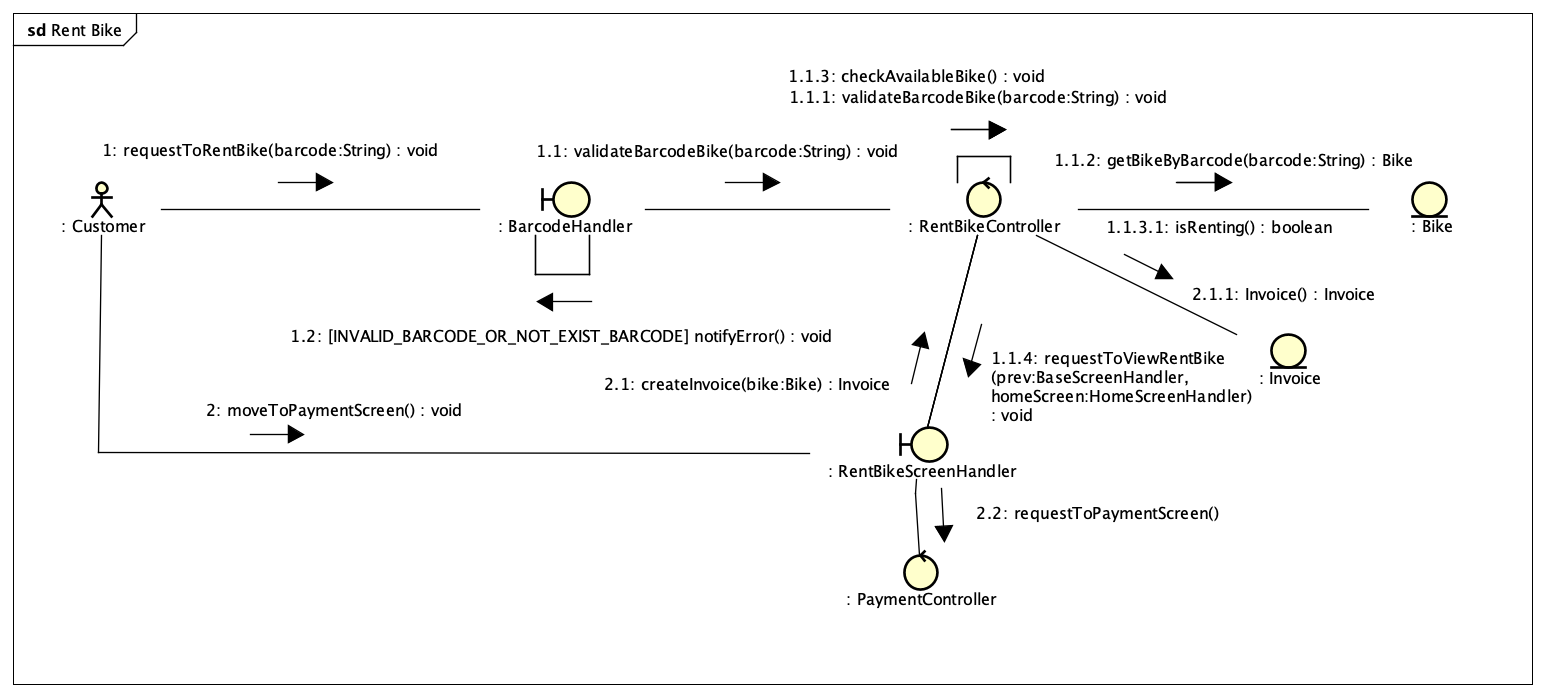 sd Rent Bike
1.1.3: checkAvailableBike() : void
1.1.1: validateBarcodeBike(barcode:String) : void
1: requestToRentBike(barcode:String) : void
1.1: validateBarcodeBike(barcode:String) : void
1.1.2: getBikeByBarcode(barcode:String) : Bike
: Customer
: BarcodeHandler
: RentBikeController
1.1.3.1: isRenting() : boolean
: Bike
2.1.1: Invoice() : Invoice
1.2: [INVALID_BARCODE_OR_NOT_EXIST_BARCODE] notifyError() : void
1.1.4: requestToViewRentBike
(prev:BaseScreenHandler,
homeScreen:HomeScreenHandler)
: void
: Invoice
2.1: createInvoice(bike:Bike) : Invoice
2: moveToPaymentScreen() : void
: RentBikeScreenHandler
2.2: requestToPaymentScreen()
: PaymentController